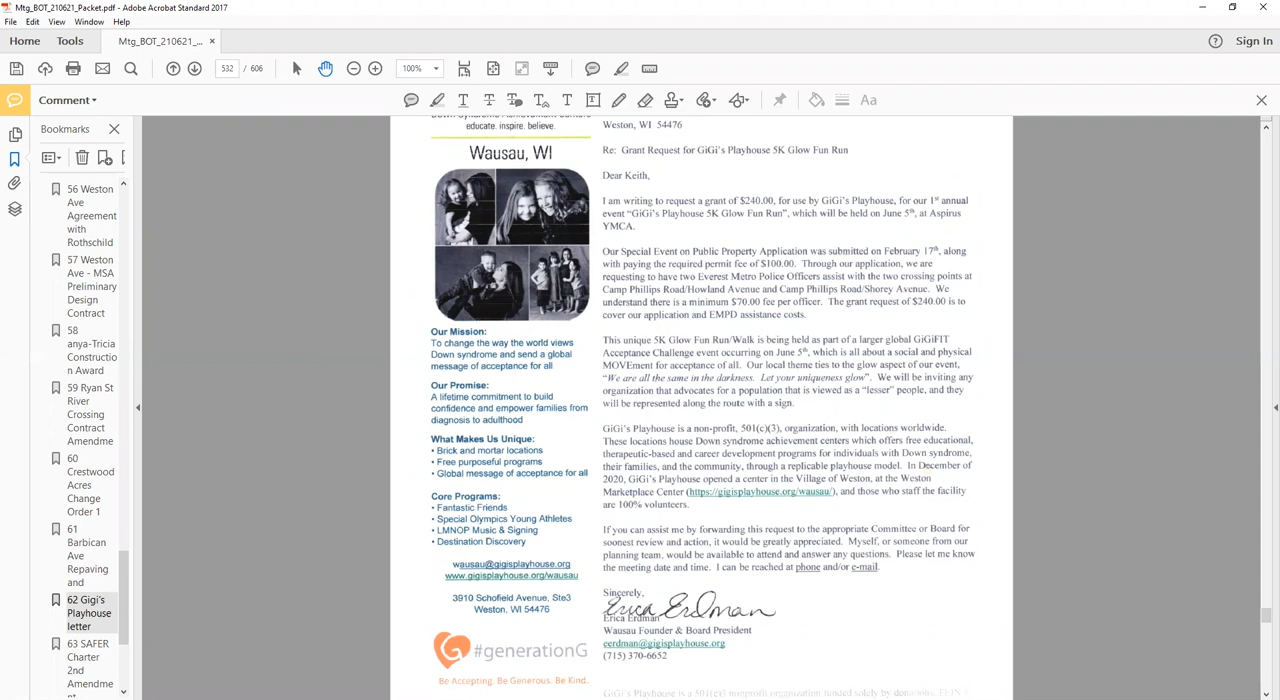 Mtg_BOT_210621_Packet.pdf - Adobe Acrobat Standard 2017
File Edit View Window Help
Home Tools Mtg_BOT_210621_... × Sign In
532 / 606 100%
Comment
Aa
Bookmarks
56 Weston
Ave
Agreement
with
Rothschild
57 Weston
Ave - MSA
Preliminary
Design
Contract
58
anya-Tricia
Constructio
n Award
59 Ryan St
River
Crossing
Contract
Amendme
60
Crestwood
Acres
Change
Order 1
61
Barbican
Ave
Repaving
and
62 Gigi's
Playhouse
letter
63 SAFER
Charter
2nd
Amendme
educate. inspire. believe.
Wausau, WI
Our Mission:
To change the way the world views
Down syndrome and send a global
message of acceptance for all
Our Promise:
A lifetime commitment to build
confidence and empower families from
diagnosis to adulthood
What Makes Us Unique:
• Brick and mortar locations
• Free purposeful programs
• Global message of acceptance for all
Core Programs:
• Fantastic Friends
• Special Olympics Young Athletes
• LMNOP Music & Signing
• Destination Discovery
wausau@gigisplayhouse.org
www.gigisplayhouse.org/wausau
3910 Schofield Avenue, Ste3
Weston, WI 54476
#generationG
Be Accepting. Be Generous. Be Kind.
Weston, WI 54476
Re: Grant Request for GiGi's Playhouse 5K Glow Fun Run
Dear Keith,
I am writing to request a grant of $240.00, for use by GiGi's Playhouse, for our 1st annual
event "GiGi's Playhouse 5K Glow Fun Run", which will be held on June 5th, at Aspirus
YMCA.
Our Special Event on Public Property Application was submitted on February 17th, along
with paying the required permit fee of $100.00. Through our application, we are
requesting to have two Everest Metro Police Officers assist with the two crossing points at
Camp Phillips Road/Howland Avenue and Camp Phillips Road/Shorey Avenue. We
understand there is a minimum $70.00 fee per officer. The grant request of $240.00 is to
cover our application and EMPD assistance costs.
This unique 5K Glow Fun Run/Walk is being held as part of a larger global GiGiFIT
Acceptance Challenge event occurring on June 5th, which is all about a social and physical
MOVEment for acceptance of all. Our local theme ties to the glow aspect of our event,
"We are all the same in the darkness. Let your uniqueness glow". We will be inviting any
organization that advocates for a population that is viewed as a "lesser" people, and they
will be represented along the route with a sign.
GiGi's Playhouse is a non-profit, 501(c)(3), organization, with locations worldwide.
These locations house Down syndrome achievement centers which offers free educational,
therapeutic-based and career development programs for individuals with Down syndrome,
their families, and the community, through a replicable playhouse model. In December of
2020, GiGi's Playhouse opened a center in the Village of Weston, at the Weston
Marketplace Center (https://gigisplayhouse.org/wausau/), and those who staff the facility
are 100% volunteers.
If you can assist me by forwarding this request to the appropriate Committee or Board for
soonest review and action, it would be greatly appreciated. Myself, or someone from our
planning team, would be available to attend and answer any questions. Please let me know
the meeting date and time. I can be reached at phone and/or e-mail.
Sincerely,
Erica Erdman
Erica Erdman
Wausau Founder & Board President
eerdman@gigisplayhouse.org
(715) 370-6652
GiGi's Playhouse is a 501(c)3 nonprofit organization funded solely by donations.